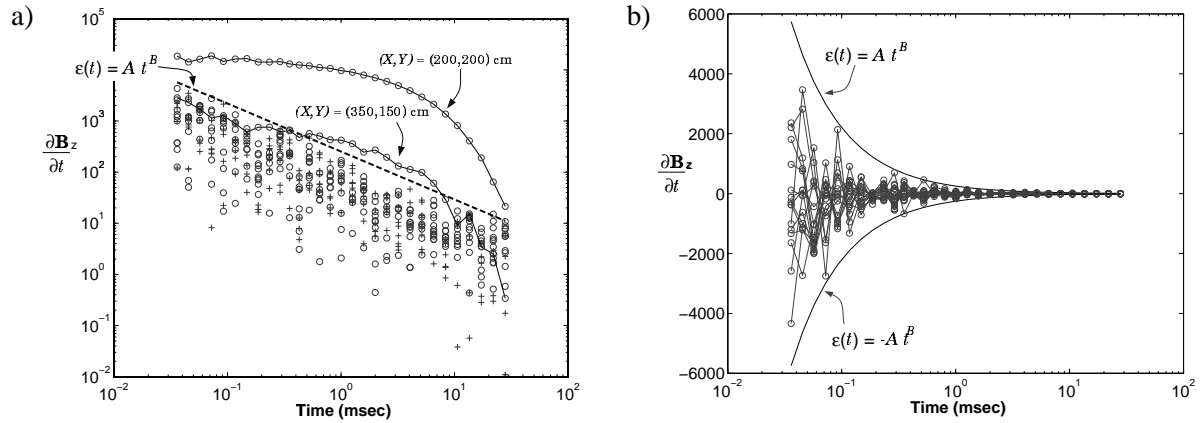 a)
10^5
10^4
10^3
10^2
10^1
10^0
10^-1
10^-2
∂B_z
∂t
ε(t) = A t^B
(X,Y) = (200,200) cm
(X,Y) = (350,150) cm
10^-2
10^-1
10^0
10^1
10^2
Time (msec)
b)
6000
4000
2000
0
−2000
−4000
−6000
∂B_z
∂t
ε(t) = A t^B
ε(t) = -A t^B
10^-2
10^-1
10^0
10^1
10^2
Time (msec)